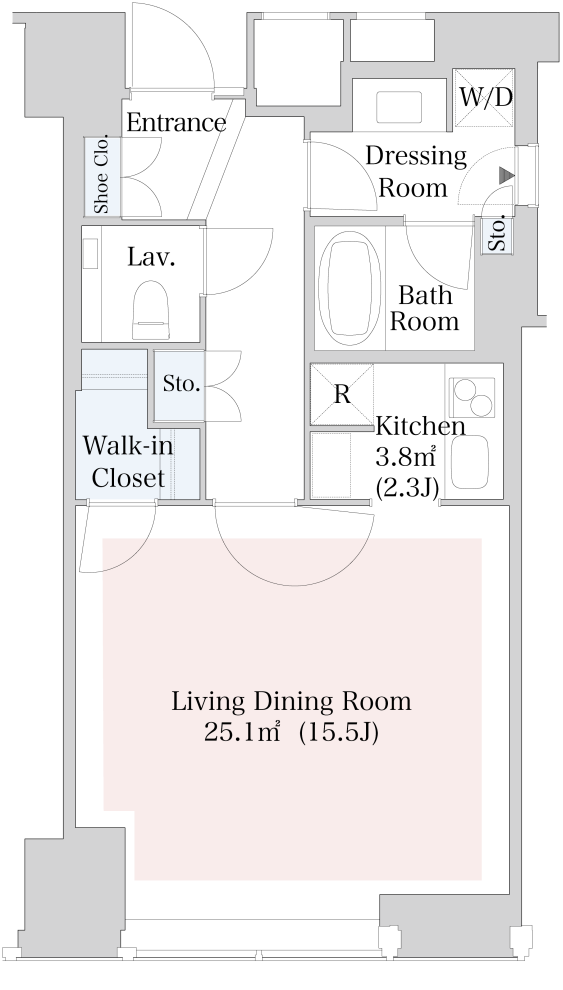 Entrance
Shoe Clo.
W/D
Dressing
Room
Sto.
Lav.
Bath
Room
Sto.
R
Kitchen
3.8㎡
(2.3J)
Walk-in
Closet
Living Dining Room
25.1㎡ (15.5J)